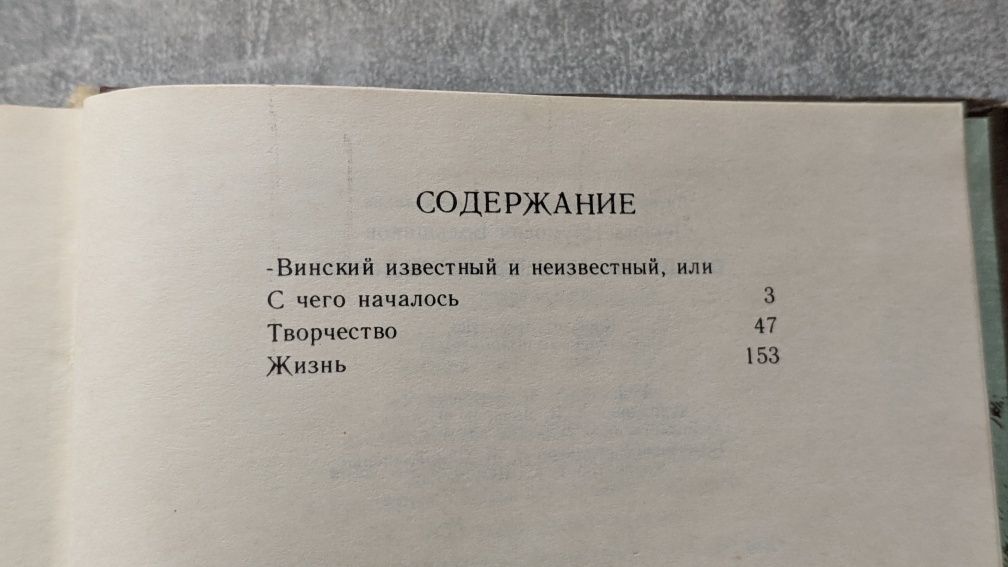 СОДЕРЖАНИЕ
-Винский известный и неизвестный, или
С чего началось 3
Творчество 47
Жизнь 153